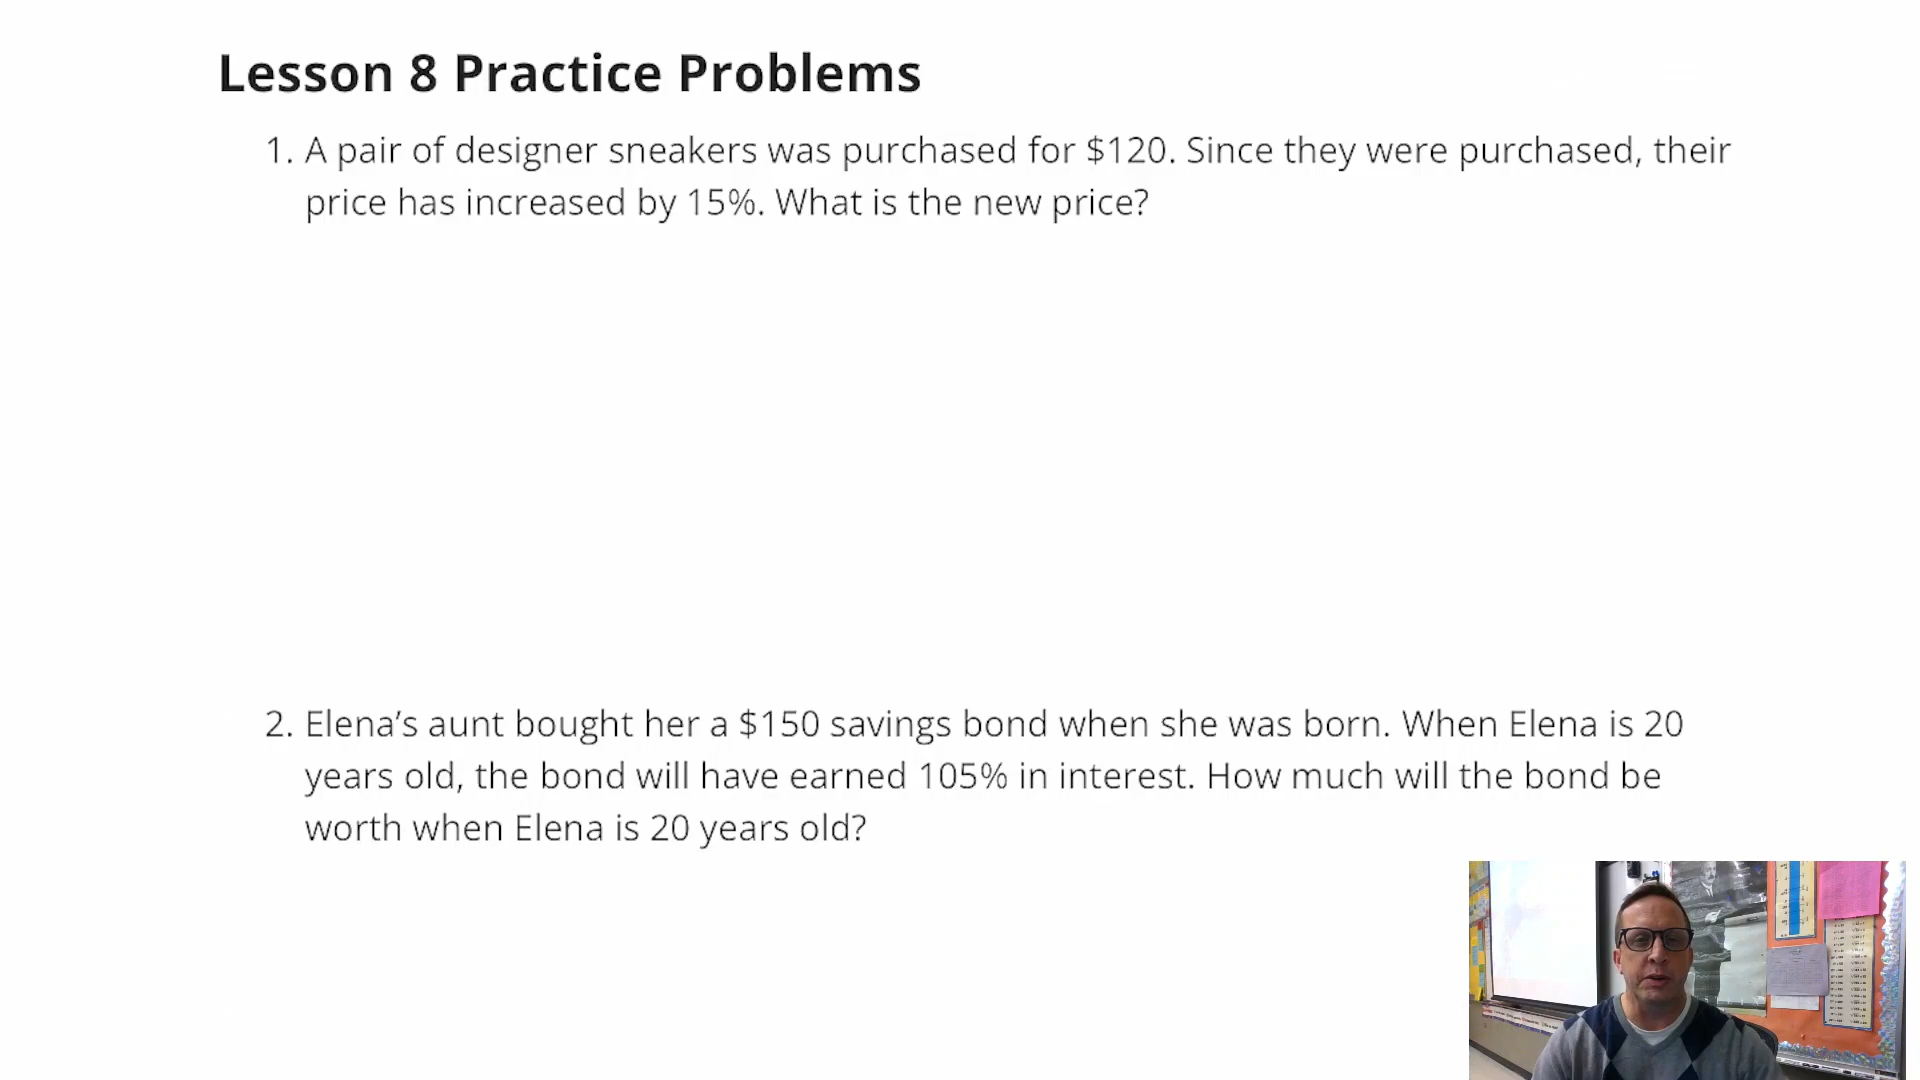 Lesson 8 Practice Problems
1. A pair of designer sneakers was purchased for $120. Since they were purchased, their
price has increased by 15%. What is the new price?
2. Elena’s aunt bought her a $150 savings bond when she was born. When Elena is 20
years old, the bond will have earned 105% in interest. How much will the bond be
worth when Elena is 20 years old?